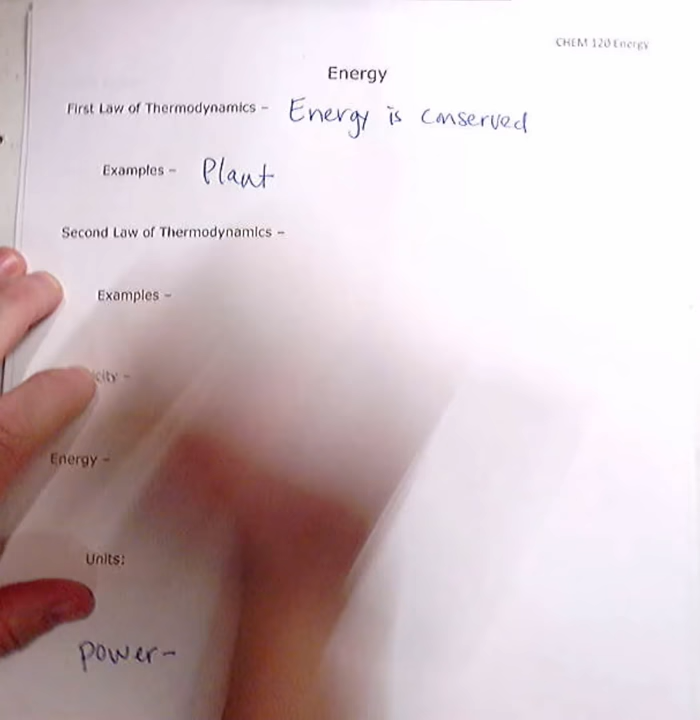 CHEM 120 Energy
Energy
First Law of Thermodynamics – Energy is conserved
Examples – Plant
Second Law of Thermodynamics –
Examples –
Energy –
Units:
power-